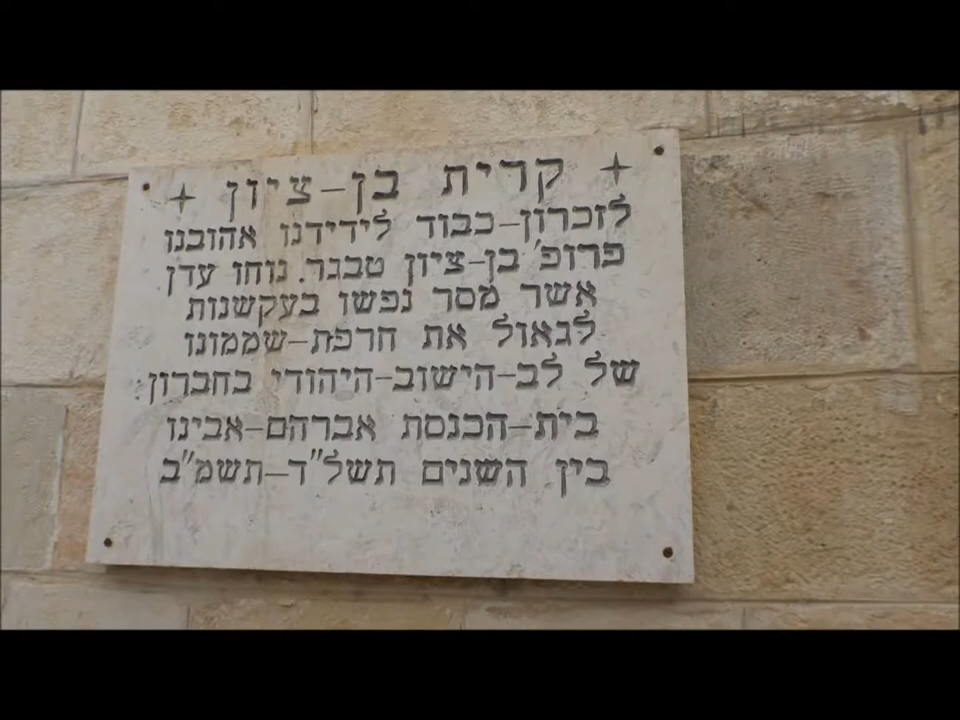 קרית בן-ציון
לזכרון-כבוד לידידנו אהובנו
פרופ' בן-ציון טבגר. נוחו עדן
אשר מסר נפשו בעקשנות
לגאול את חרפת-שממונו
של לב-הישוב-היהודי בחברון
בית-הכנסת אברהם-אבינו
בין השנים תשל"ד-תשמ"ב